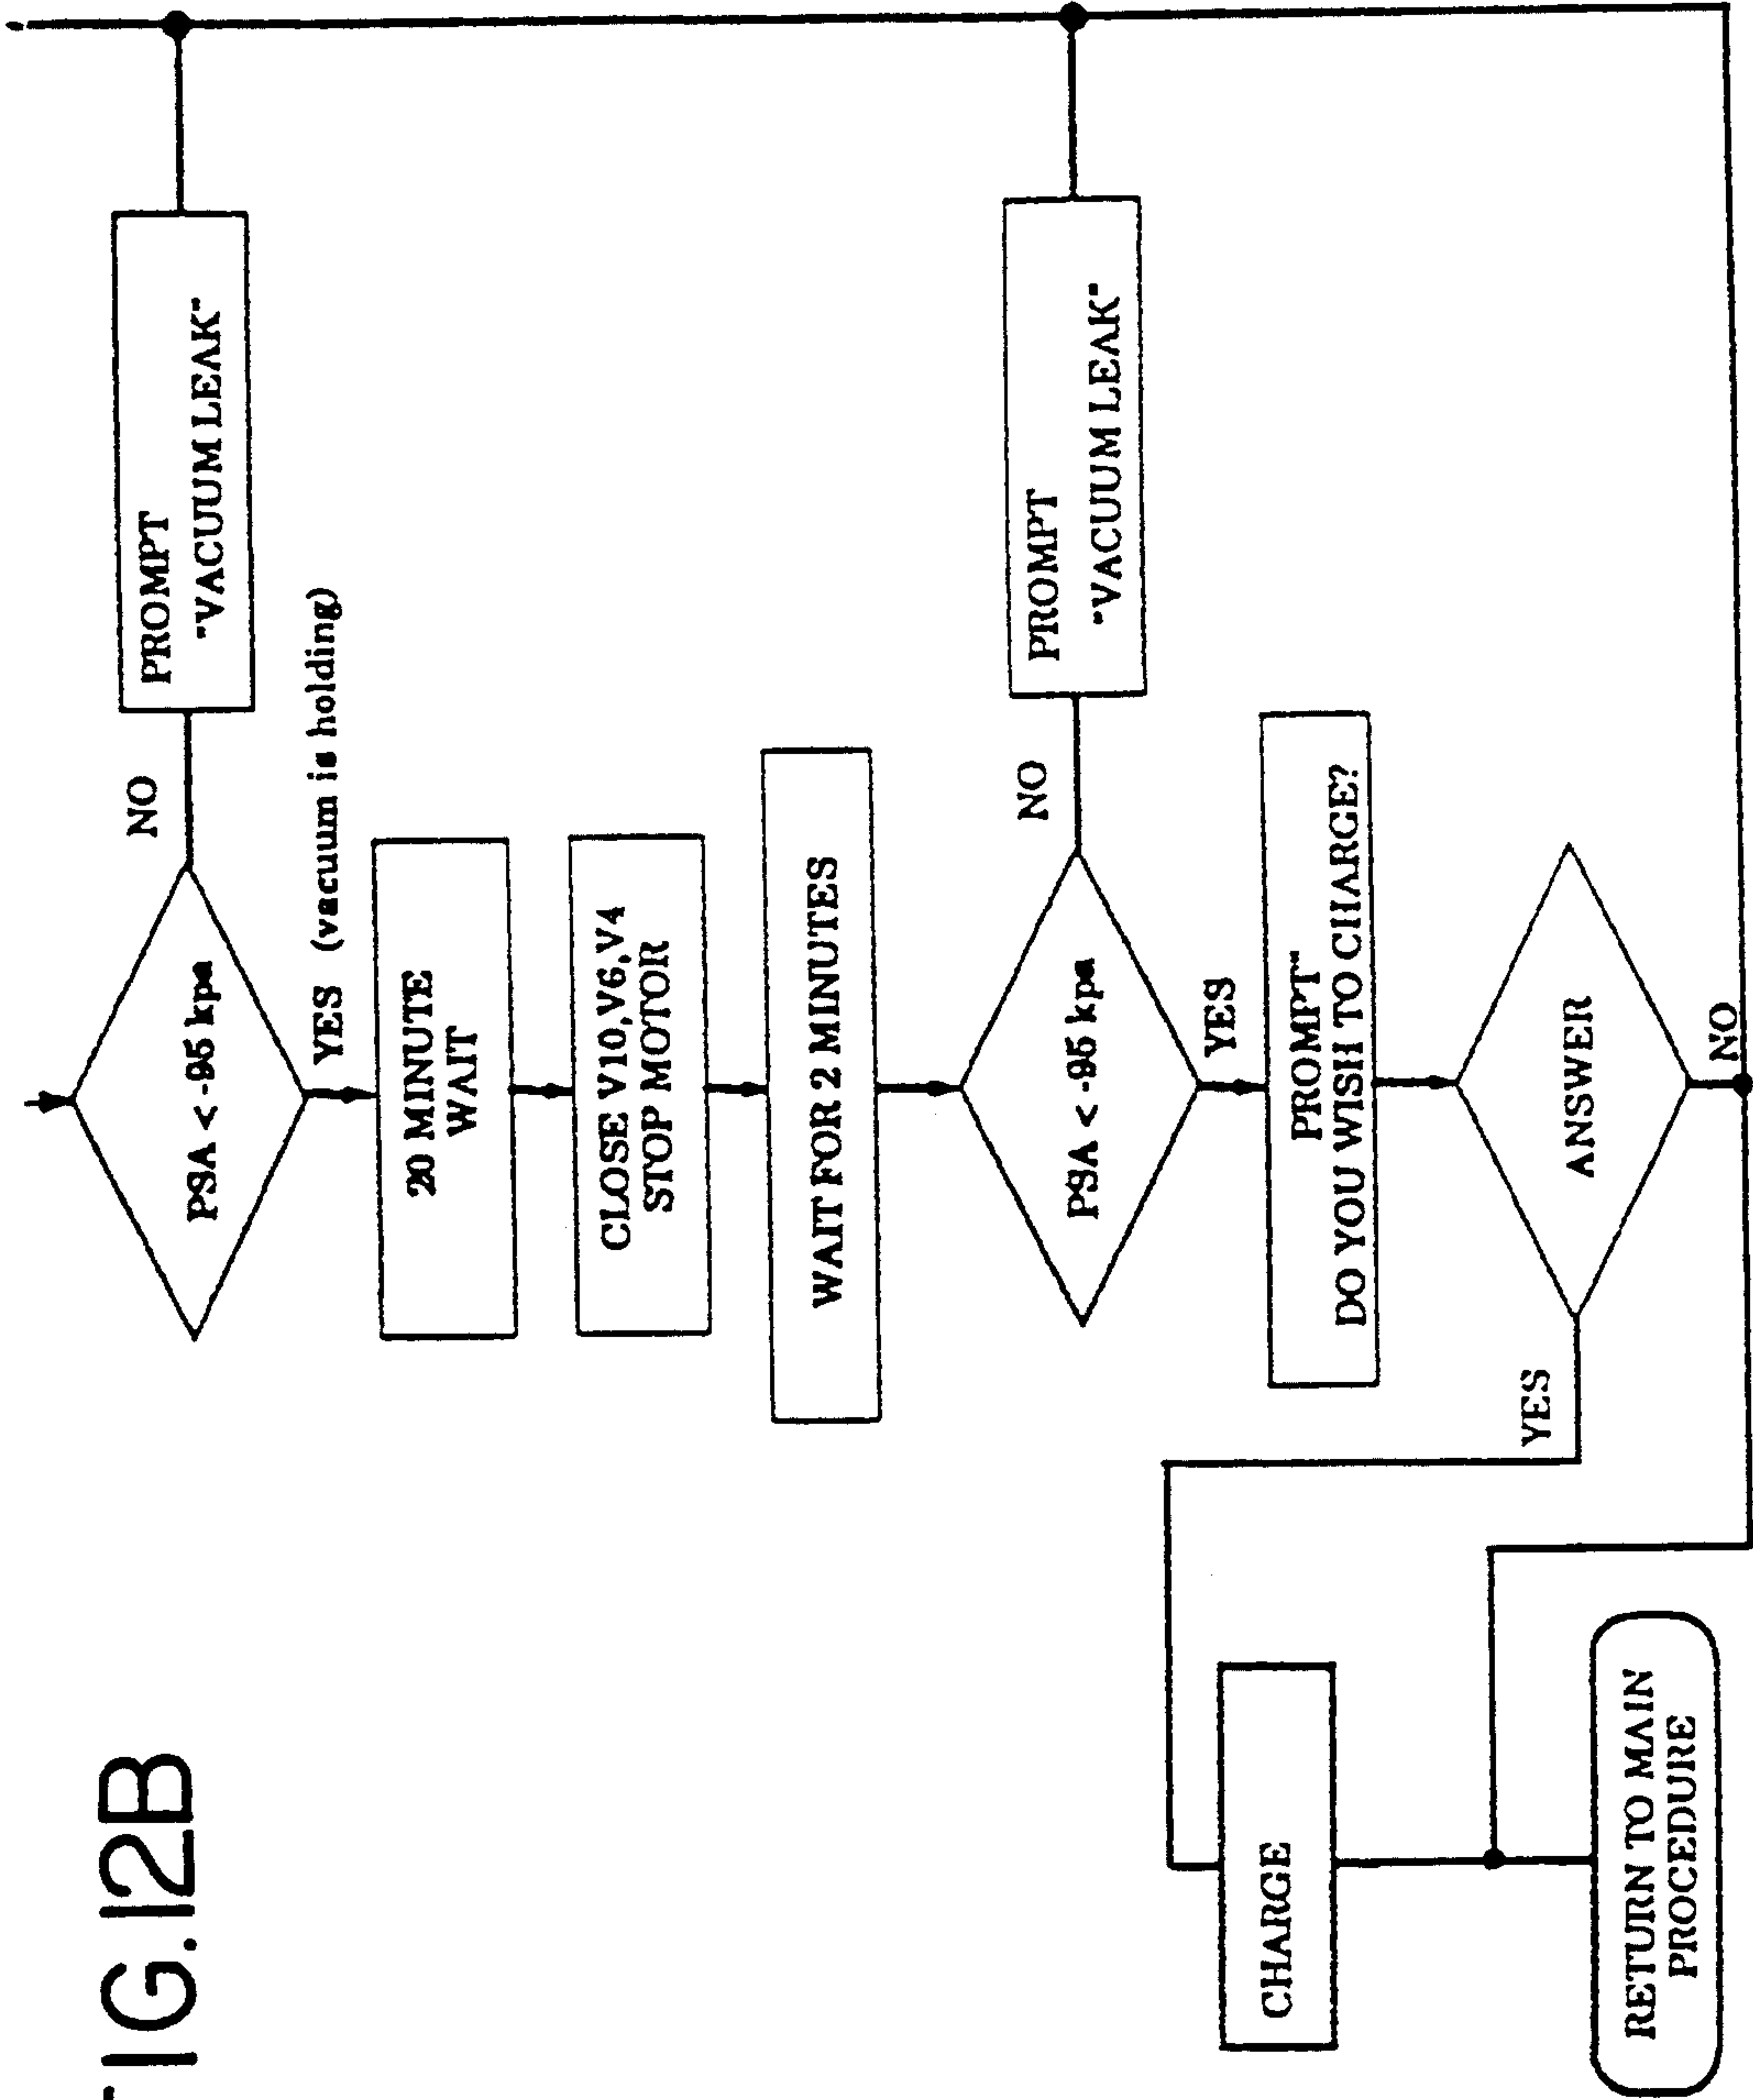 FIG.12B
PSA < -95 kpa
NO
PROMPT
"VACUUM LEAK"
YES (vacuum is holding)
20 MINUTE
WAIT
CLOSE V10,V6,V4
STOP MOTOR
WAIT FOR 2 MINUTES
PSA < -95 kpa
NO
PROMPT
"VACUUM LEAK"
YES
PROMPT"
DO YOU WISH TO CHARGE?
ANSWER
YES
NO
CHARGE
RETURN TO MAIN
PROCEDURE